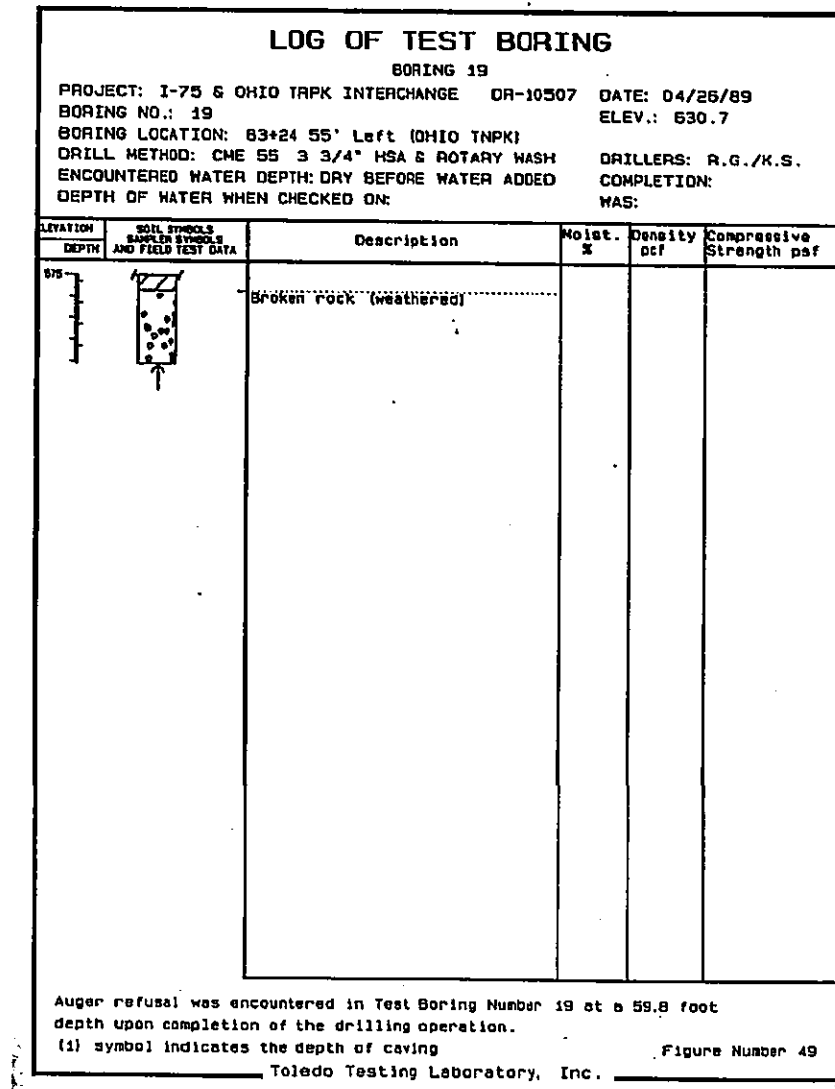 LOG OF TEST BORING
BORING 19
PROJECT: I-75 & OHIO TRPK INTERCHANGE DR-10507 DATE: 04/26/89
BORING NO.: 19 ELEV.: 630.7
BORING LOCATION: 63+24 55' Left (OHIO TNPK)
DRILL METHOD: CME 55 3 3/4" HSA & ROTARY WASH DRILLERS: R.G./K.S.
ENCOUNTERED WATER DEPTH: DRY BEFORE WATER ADDED COMPLETION:
DEPTH OF WATER WHEN CHECKED ON: WAS:
LEVATION DEPTH SOIL SYMBOLS SAMPLER SYMBOLS AND FIELD TEST DATA Description Moist. % Density pcf Compressive Strength psf
575
Broken rock (weathered)
Auger refusal was encountered in Test Boring Number 19 at a 59.8 foot
depth upon completion of the drilling operation.
(1) symbol indicates the depth of caving Figure Number 49
Toledo Testing Laboratory, Inc.